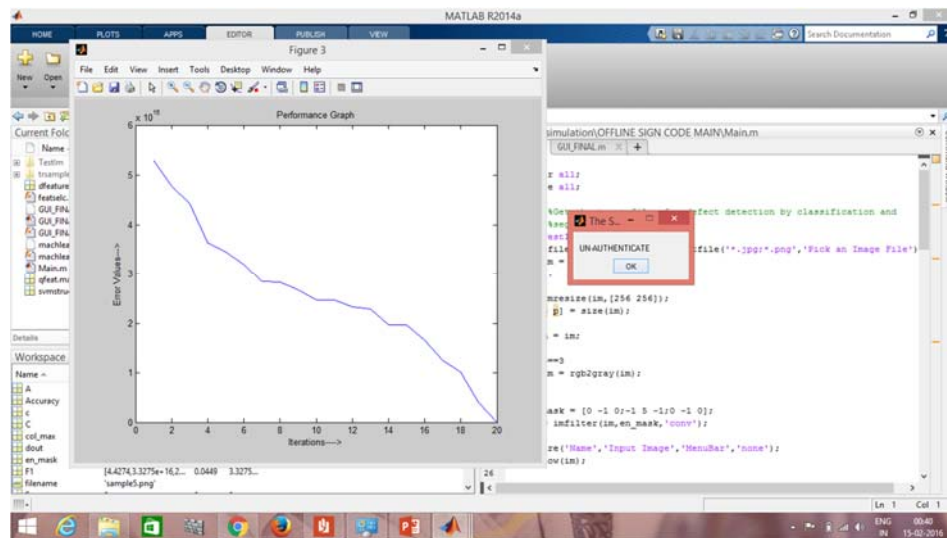 MATLAB R2014a
HOME PLOTS APPS EDITOR PUBLISH VIEW
Search Documentation
New Open
Figure 3
File Edit View Insert Tools Desktop Window Help
Performance Graph
6
4
3
2
1
0
0 2 4 6 8 10 12 14 16 18 20
Error Values--->
Iterations---->
Current Folc
Name
Testim
trsample
dfeature
featselc.
GUI_FIN
GUI_FIN
GUI_FIN
machlea
machlea
Main.m
qfeat.ma
svmstru
Details
Workspace
Name
A
Accuracy
c
C
col_max
dout
en_mask
F1 [4.4274,3.3275e+16,2... 0.0449 3.3275...
filename 'sample5.png'
simulation\OFFLINE SIGN CODE MAIN\Main.m
GUI_FINAL.m
r all;
e all;
defect detection by classification and
file('*.jpg;*.png','Pick an Image File')
mresize(im,[256 256]);
p] = size(im);
= im;
==3
m = rgb2gray(im);
ask = [0 -1 0;-1 5 -1;0 -1 0];
imfilter(im,en_mask,'conv');
re('Name','Input Image','MenuBar','none');
ow(im);
26
The S...
UN-AUTHENTICATE
OK
Ln 1 Col 1
ENG
IN
00:40
15-02-2016